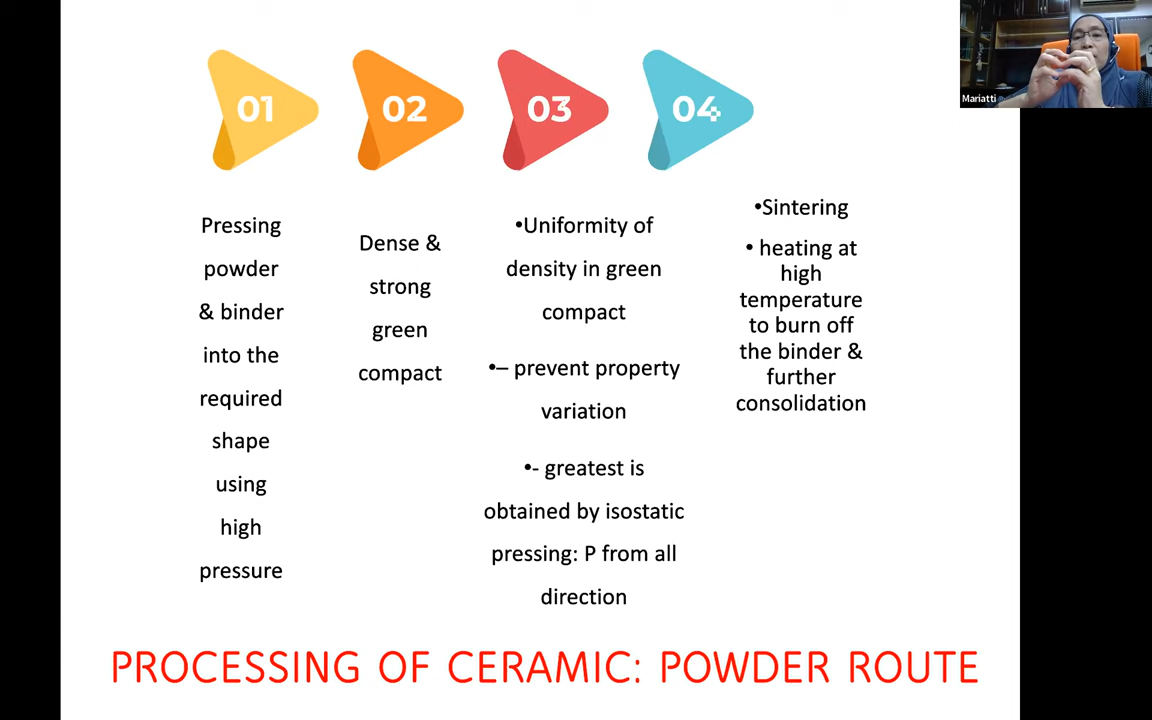 01
02
03
04
Mariatti
Pressing
powder
& binder
into the
required
shape
using
high
pressure
Dense &
strong
green
compact
•Uniformity of
density in green
compact
•– prevent property
variation
•- greatest is
obtained by isostatic
pressing: P from all
direction
•Sintering
• heating at
high
temperature
to burn off
the binder &
further
consolidation
PROCESSING OF CERAMIC: POWDER ROUTE